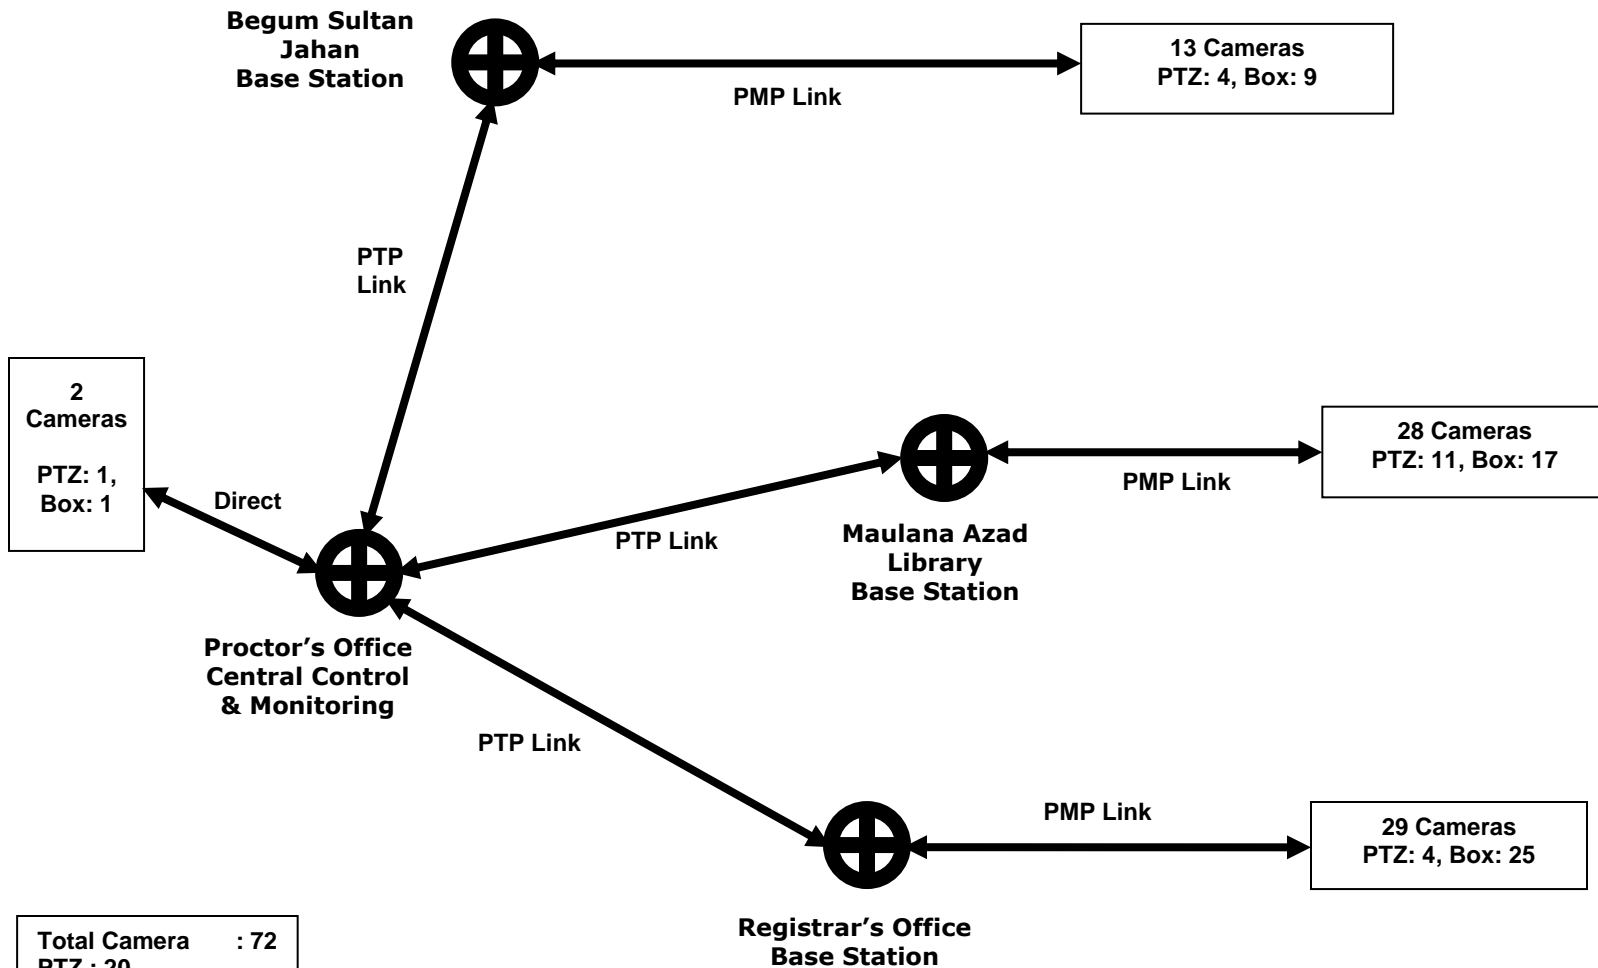 Begum Sultan
Jahan
Base Station
13 Cameras
PTZ: 4, Box: 9
PMP Link
PTP
Link
2
Cameras
PTZ: 1,
Box: 1
Direct
PTP Link
Maulana Azad
Library
Base Station
28 Cameras
PTZ: 11, Box: 17
PMP Link
Proctor’s Office
Central Control
& Monitoring
PTP Link
PMP Link
29 Cameras
PTZ: 4, Box: 25
Registrar’s Office
Base Station
Total Camera : 72
PTZ : 20